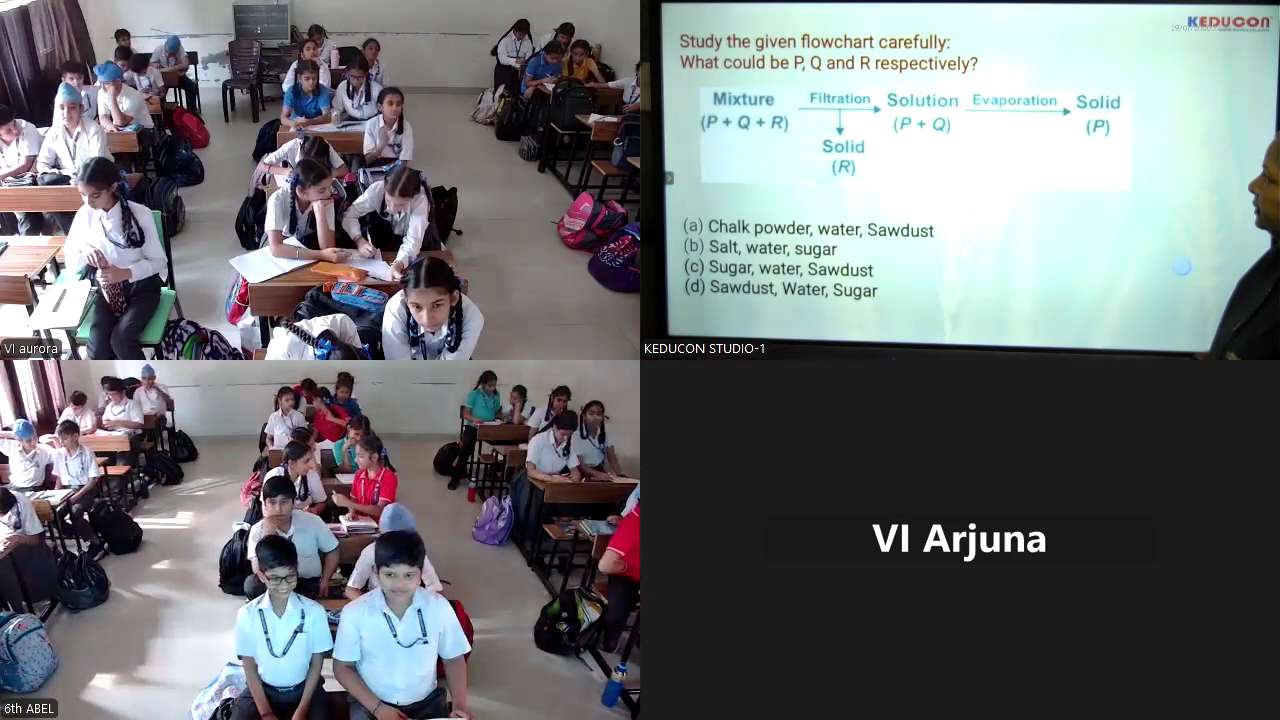 KEDUCON
Study the given flowchart carefully:
What could be P, Q and R respectively?
Mixture Filtration Solution Evaporation Solid
(P + Q + R) (P + Q) (P)
Solid
(R)
(a) Chalk powder, water, Sawdust
(b) Salt, water, sugar
(c) Sugar, water, Sawdust
(d) Sawdust, Water, Sugar
VI aurora
KEDUCON STUDIO-1
VI Arjuna
6th ABEL